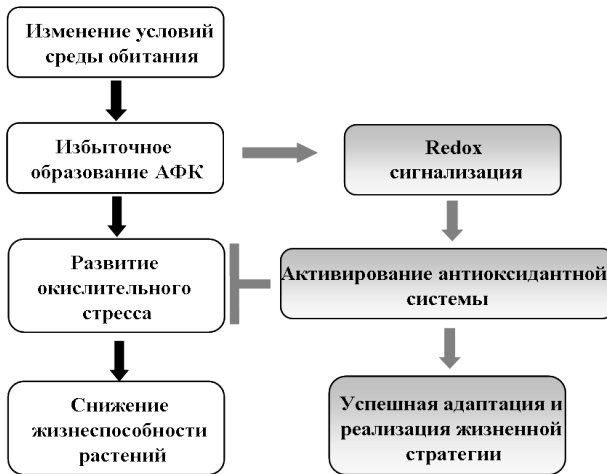 Изменение условий
среды обитания
Избыточное
образование АФК
Redox
сигнализация
Развитие
окислительного
стресса
Активирование антиоксидантной
системы
Снижение
жизнеспособности
растений
Успешная адаптация и
реализация жизненной
стратегии